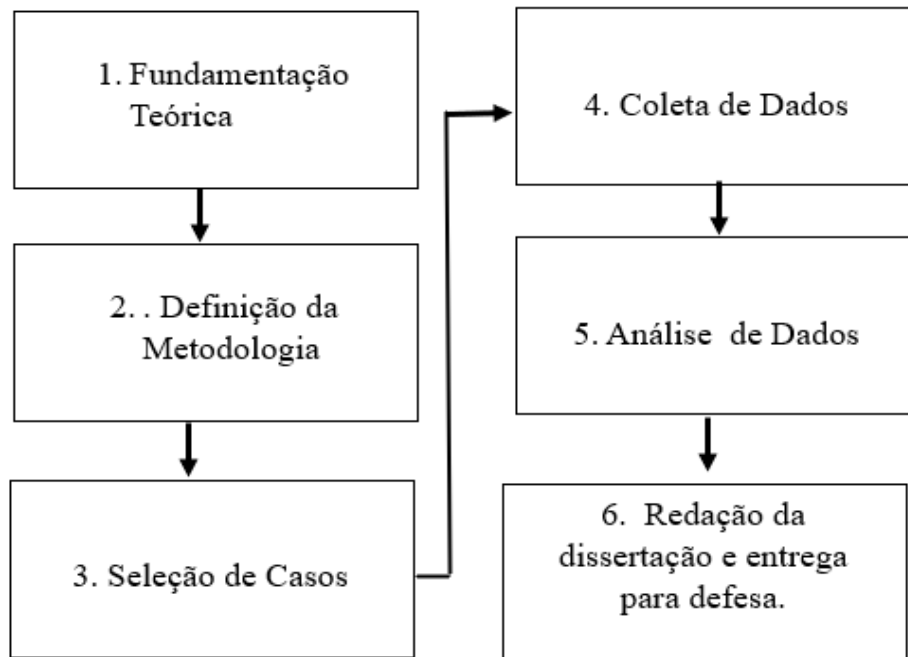 1. Fundamentação
Teórica
2. . Definição da
Metodologia
3. Seleção de Casos
4. Coleta de Dados
5. Análise  de Dados
6.  Redação da
dissertação e entrega
para defesa.